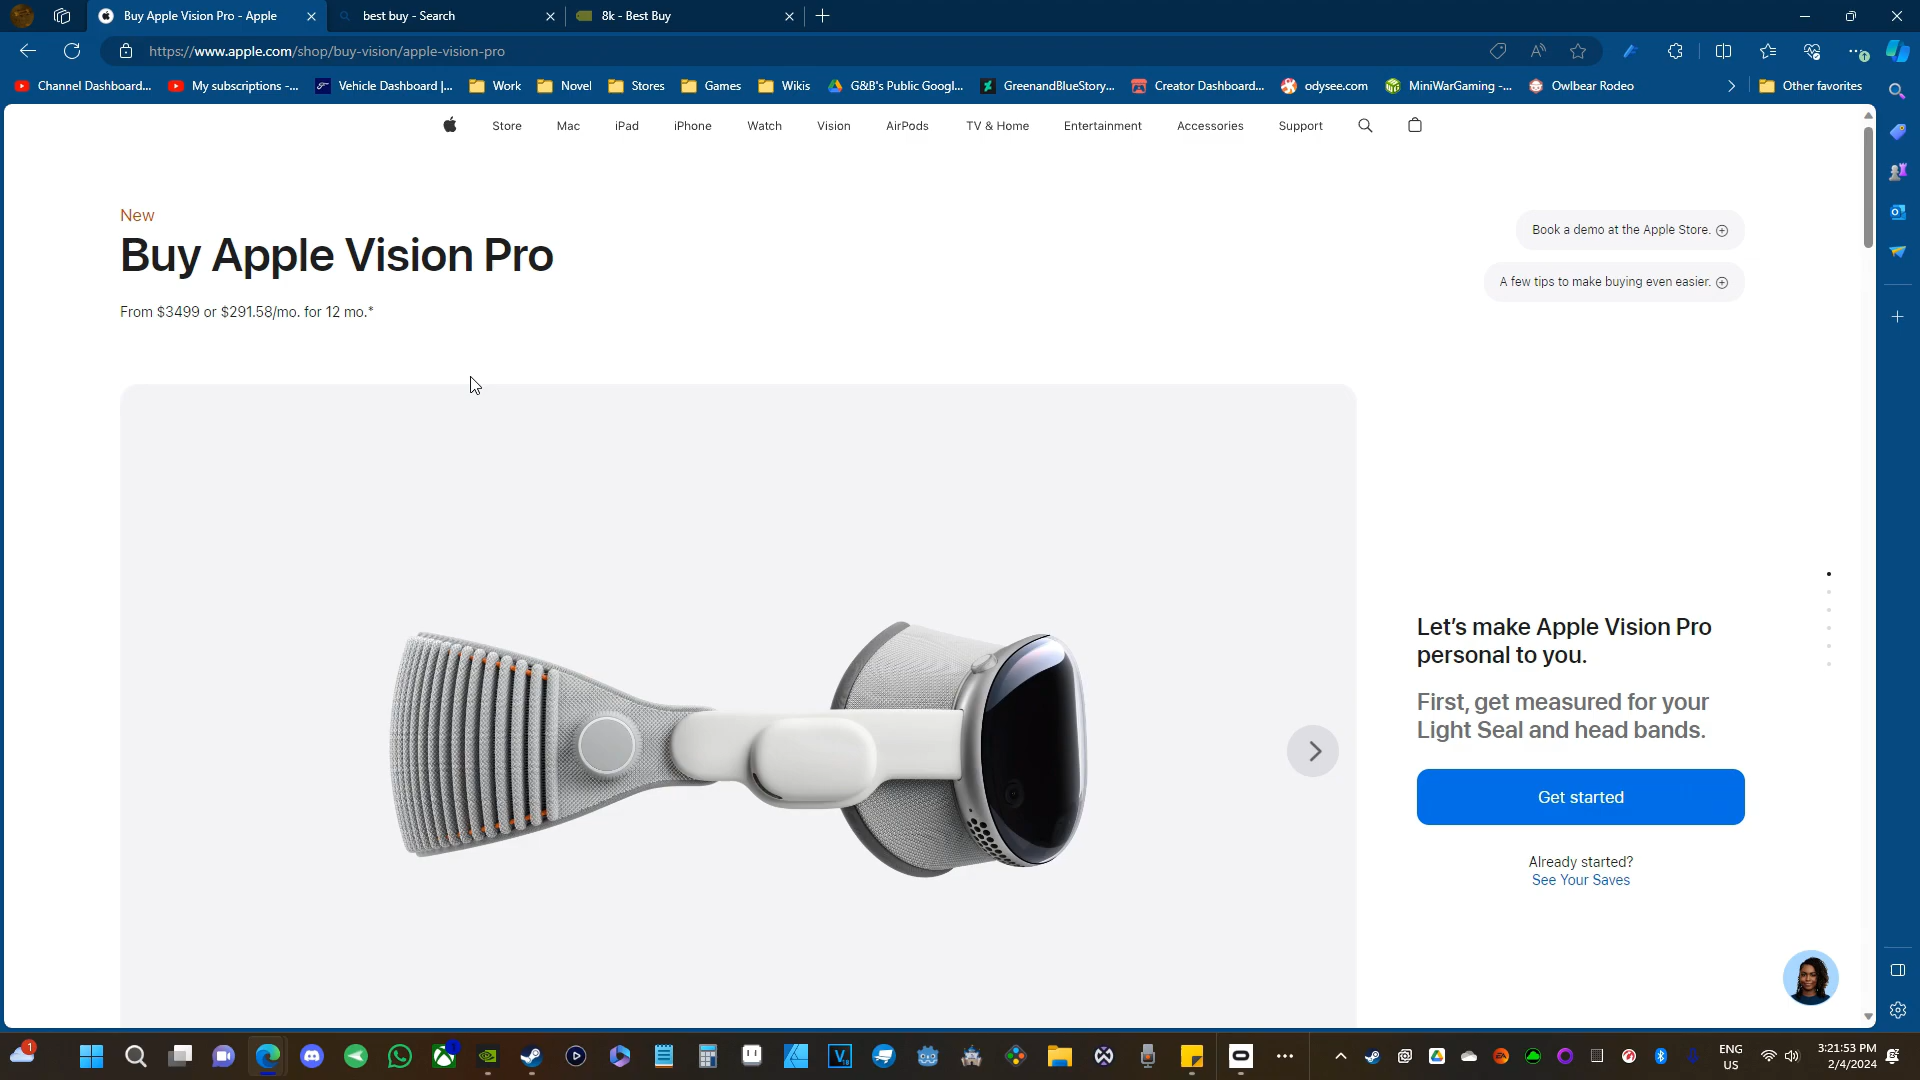 Buy Apple Vision Pro - Apple
best buy - Search
8k - Best Buy
https://www.apple.com/shop/buy-vision/apple-vision-pro
Channel Dashboard...
My subscriptions -...
Vehicle Dashboard |...
Work
Novel
Stores
Games
Wikis
G&B's Public Googl...
GreenandBlueStory...
Creator Dashboard...
odysee.com
MiniWarGaming -...
Owlbear Rodeo
Other favorites
Store
Mac
iPad
iPhone
Watch
Vision
AirPods
TV & Home
Entertainment
Accessories
Support
New
Buy Apple Vision Pro
From $3499 or $291.58/mo. for 12 mo.*
Book a demo at the Apple Store.
A few tips to make buying even easier.
Let's make Apple Vision Pro
personal to you.
First, get measured for your
Light Seal and head bands.
Get started
Already started?
See Your Saves
1
1
ENG
US
3:21:53 PM
2/4/2024